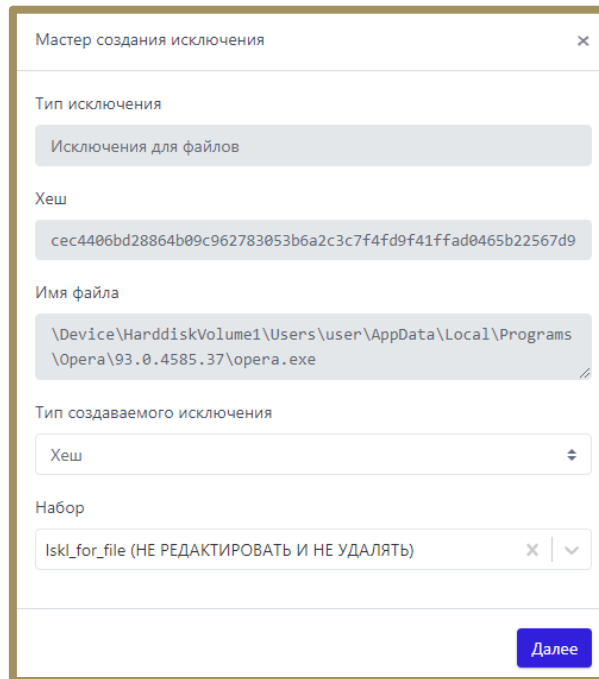 Мастер создания исключения
Тип исключения
Исключения для файлов
Хеш
cec4406bd28864b09c962783053b6a2c3c7f4fd9f41ffad0465b22567d9
Имя файла
\Device\HarddiskVolume1\Users\user\AppData\Local\Programs
\Opera\93.0.4585.37\opera.exe
Тип создаваемого исключения
Хеш
Набор
Iskl_for_file (НЕ РЕДАКТИРОВАТЬ И НЕ УДАЛЯТЬ)
Далее